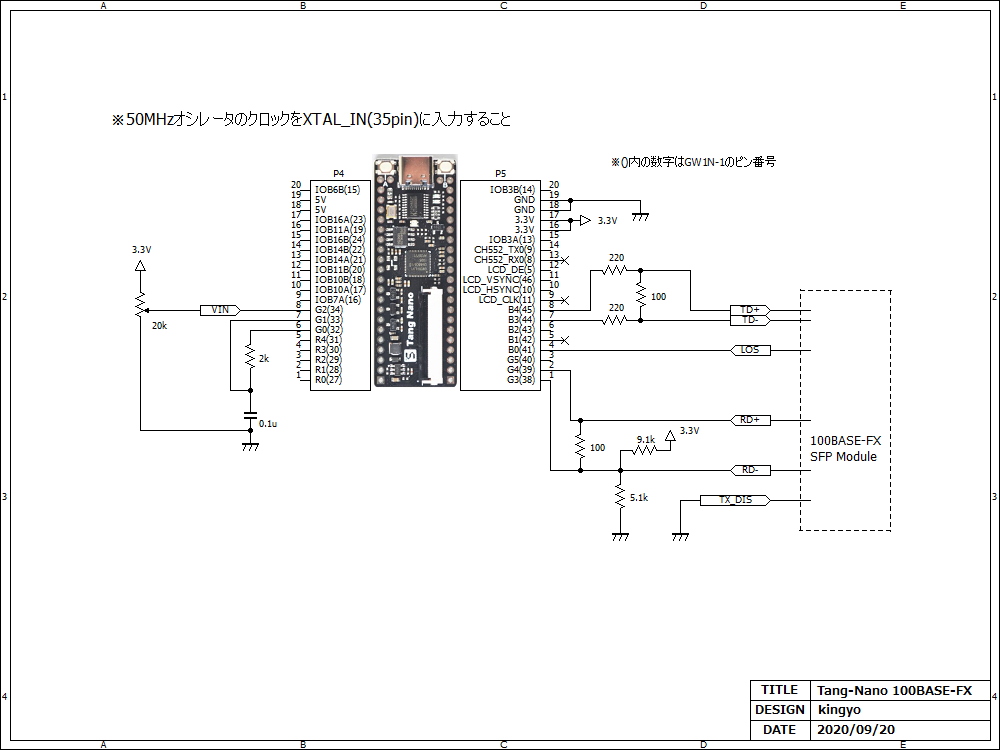 A B C D E
1 1
※50MHzオシレータのクロックをXTAL_IN(35pin)に入力すること
※()内の数字はGW1N-1のピン番号
P4 P5
20 IOB6B(15) IOB3B(14) 20
19 5V GND 19
18 5V GND 18
17 IOB16A(23) 3.3V 17 3.3V
16 IOB11A(19) 3.3V 16
15 IOB16B(24) IOB3A(13) 15
14 IOB14B(22) CH552_TX0(9) 14
13 IOB14A(21) CH552_RX0(8) 13
12 IOB11B(20) LCD_DE(5) 12
11 IOB10B(18) LCD_VSYNC(46) 11
10 IOB10A(17) LCD_HSYNC(10) 10
9 IOB7A(16) LCD_CLK(11) 9
8 G2(34) B4(45) 8
7 G1(33) B3(44) 7
6 G0(32) B2(43) 6
5 R4(31) B1(42) 5
4 R3(30) B0(41) 4
3 R2(29) G5(40) 3
2 R1(28) G4(39) 2
1 R0(27) G3(38) 1
S Tang Nano
3.3V
20k
VIN
2k
0.1u
220
100
220
TD+
TD-
LOS
2 2
RD+
100
9.1k
3.3V
RD-
5.1k
TX_DIS
100BASE-FX
SFP Module
3 3
4 4
TITLE Tang-Nano 100BASE-FX
DESIGN kingyo
DATE 2020/09/20
A B C D E